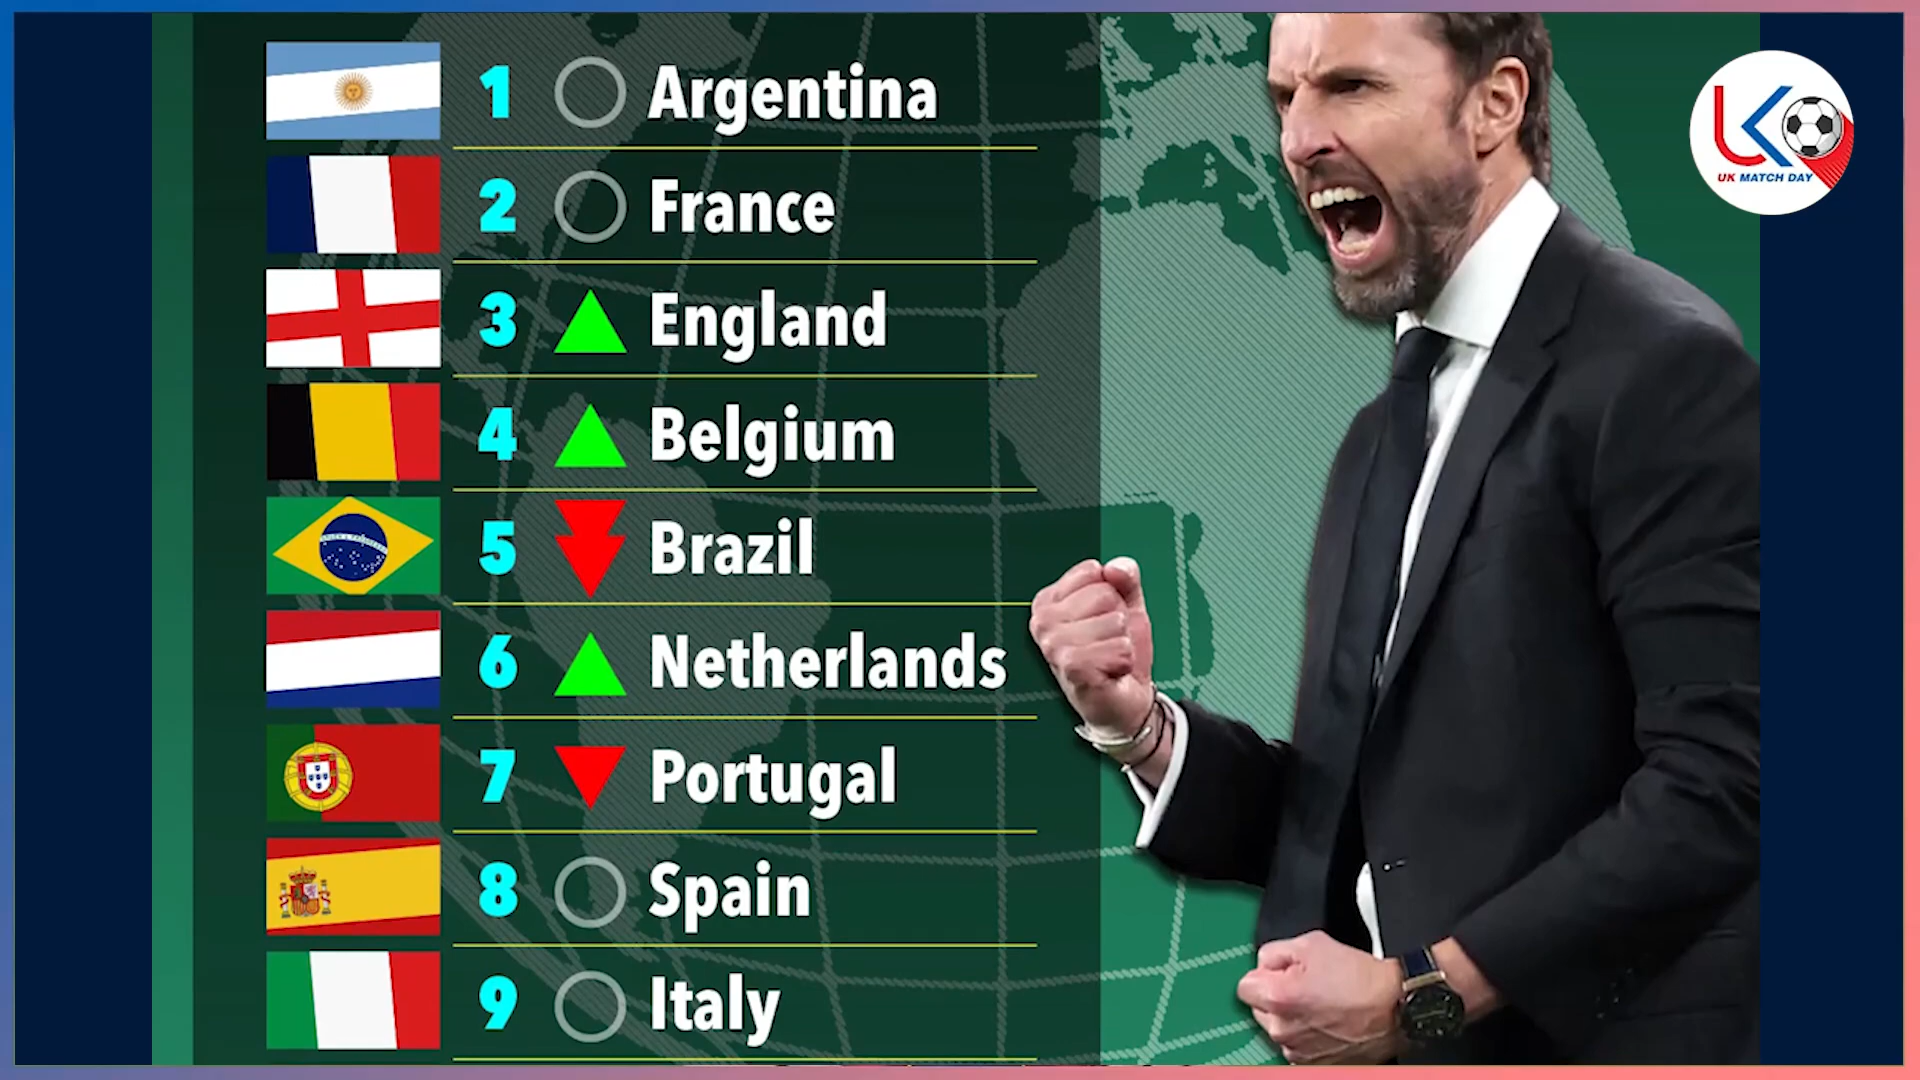 1 Argentina
2 France
3 England
4 Belgium
5 Brazil
6 Netherlands
7 Portugal
8 Spain
9 Italy
UK
UK MATCH DAY